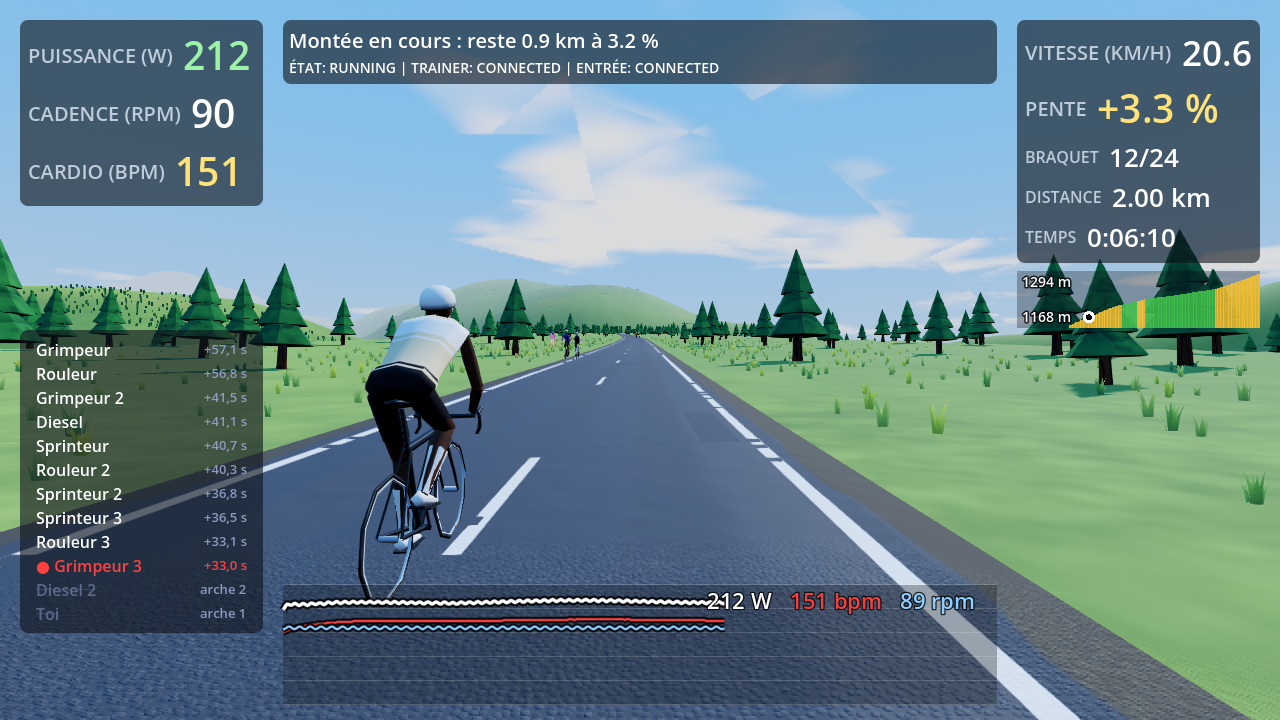 PUISSANCE (W) 212
CADENCE (RPM) 90
CARDIO (BPM) 151
Montée en cours : reste 0.9 km à 3.2 %
ÉTAT: RUNNING | TRAINER: CONNECTED | ENTRÉE: CONNECTED
VITESSE (KM/H) 20.6
PENTE +3.3 %
BRAQUET 12/24
DISTANCE 2.00 km
TEMPS 0:06:10
1294 m
1168 m
Grimpeur +57,1 s
Rouleur +56,8 s
Grimpeur 2 +41,5 s
Diesel +41,1 s
Sprinteur +40,7 s
Rouleur 2 +40,3 s
Sprinteur 2 +36,8 s
Sprinteur 3 +36,5 s
Rouleur 3 +33,1 s
Grimpeur 3 +33,0 s
Diesel 2 arche 2
Toi arche 1
212 W 151 bpm 89 rpm